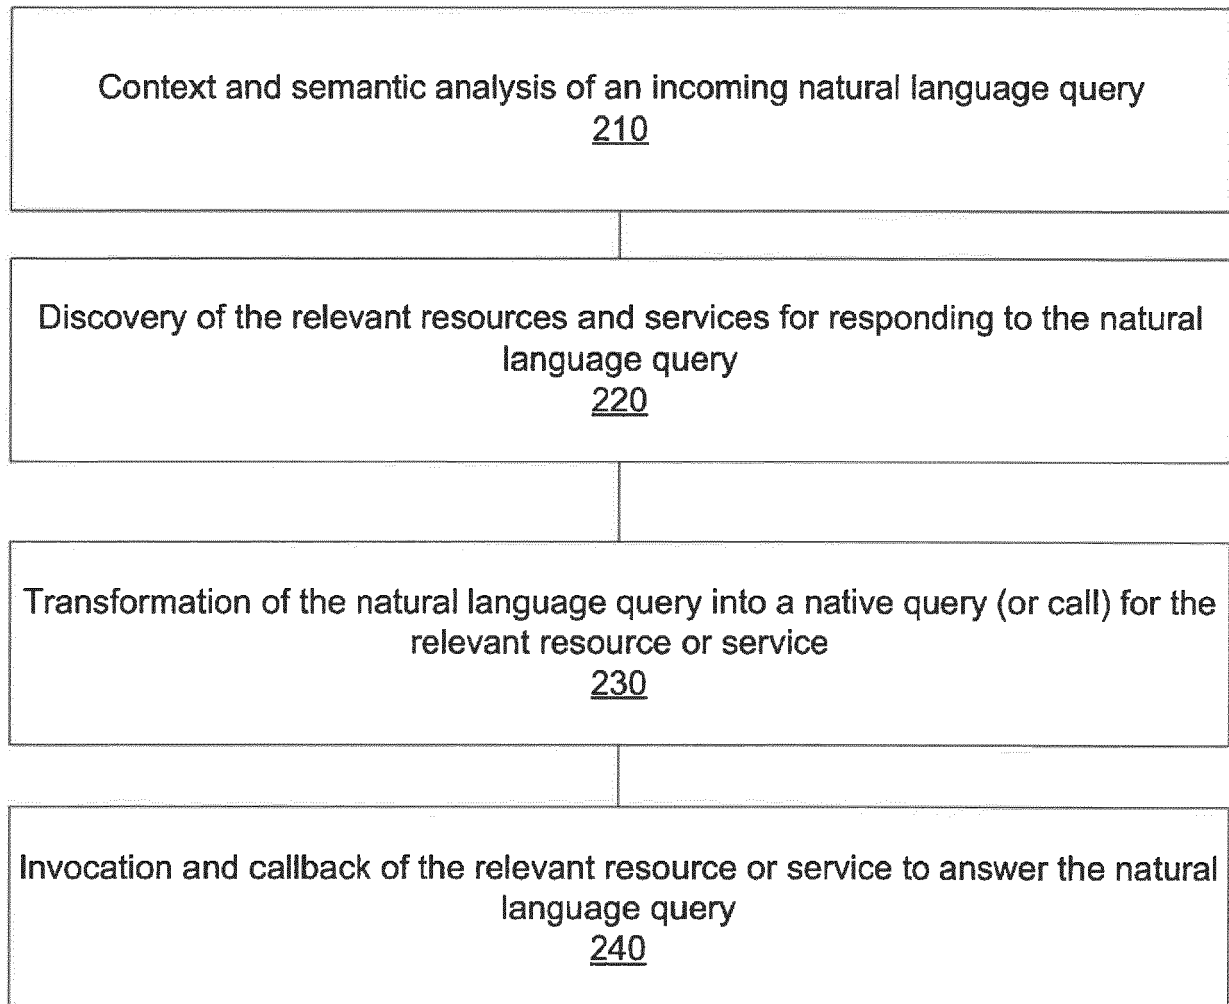 Context and semantic analysis of an incoming natural language query
210
Discovery of the relevant resources and services for responding to the natural
language query
220
Transformation of the natural language query into a native query (or call) for the
relevant resource or service
230
Invocation and callback of the relevant resource or service to answer the natural
language query
240